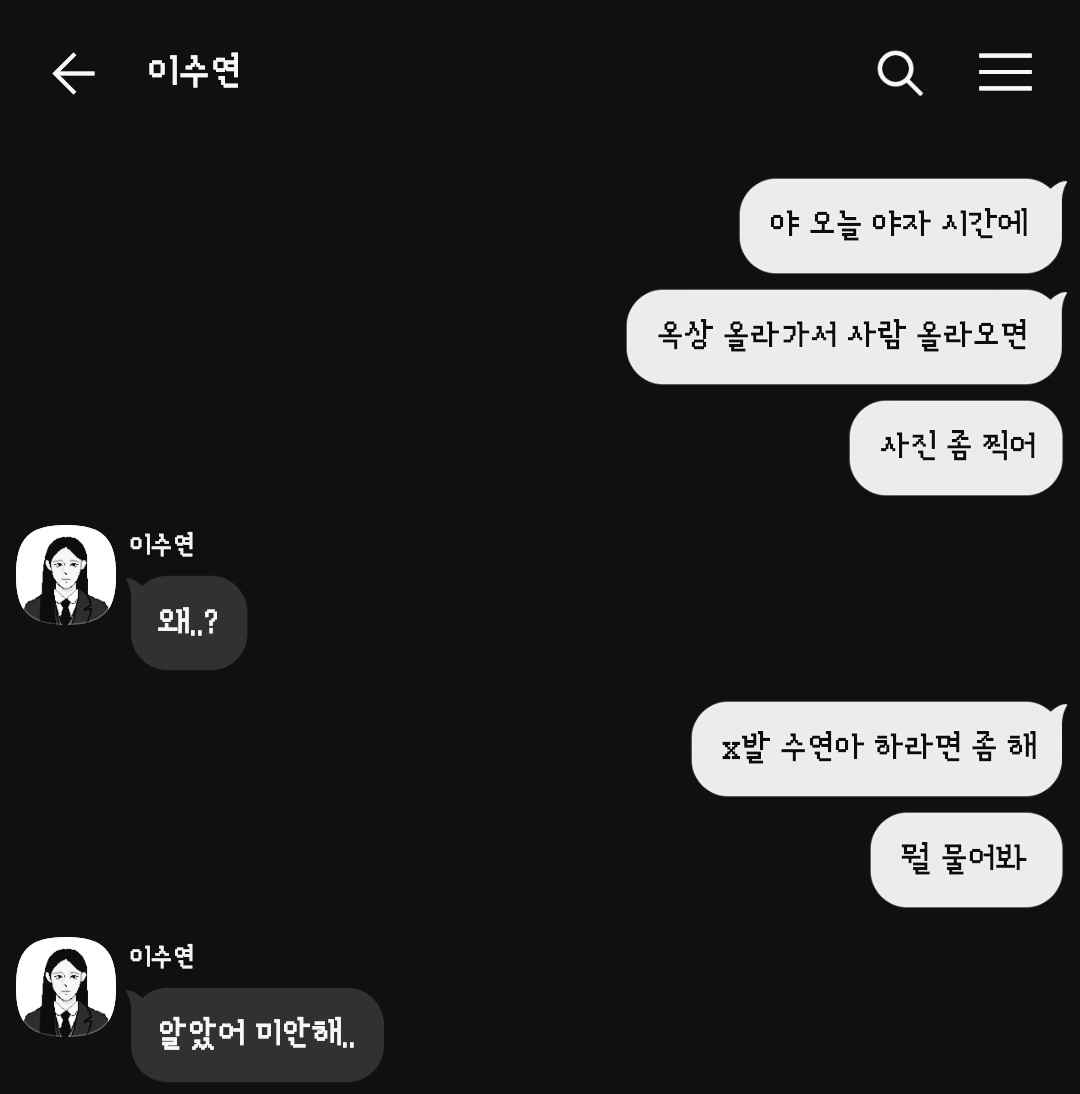 이수연
야 오늘 야자 시간에
옥상 올라가서 사람 올라오면
사진 좀 찍어
이수연
왜..?
x발 수연아 하라면 좀 해
뭘 물어봐
이수연
알았어 미안해..